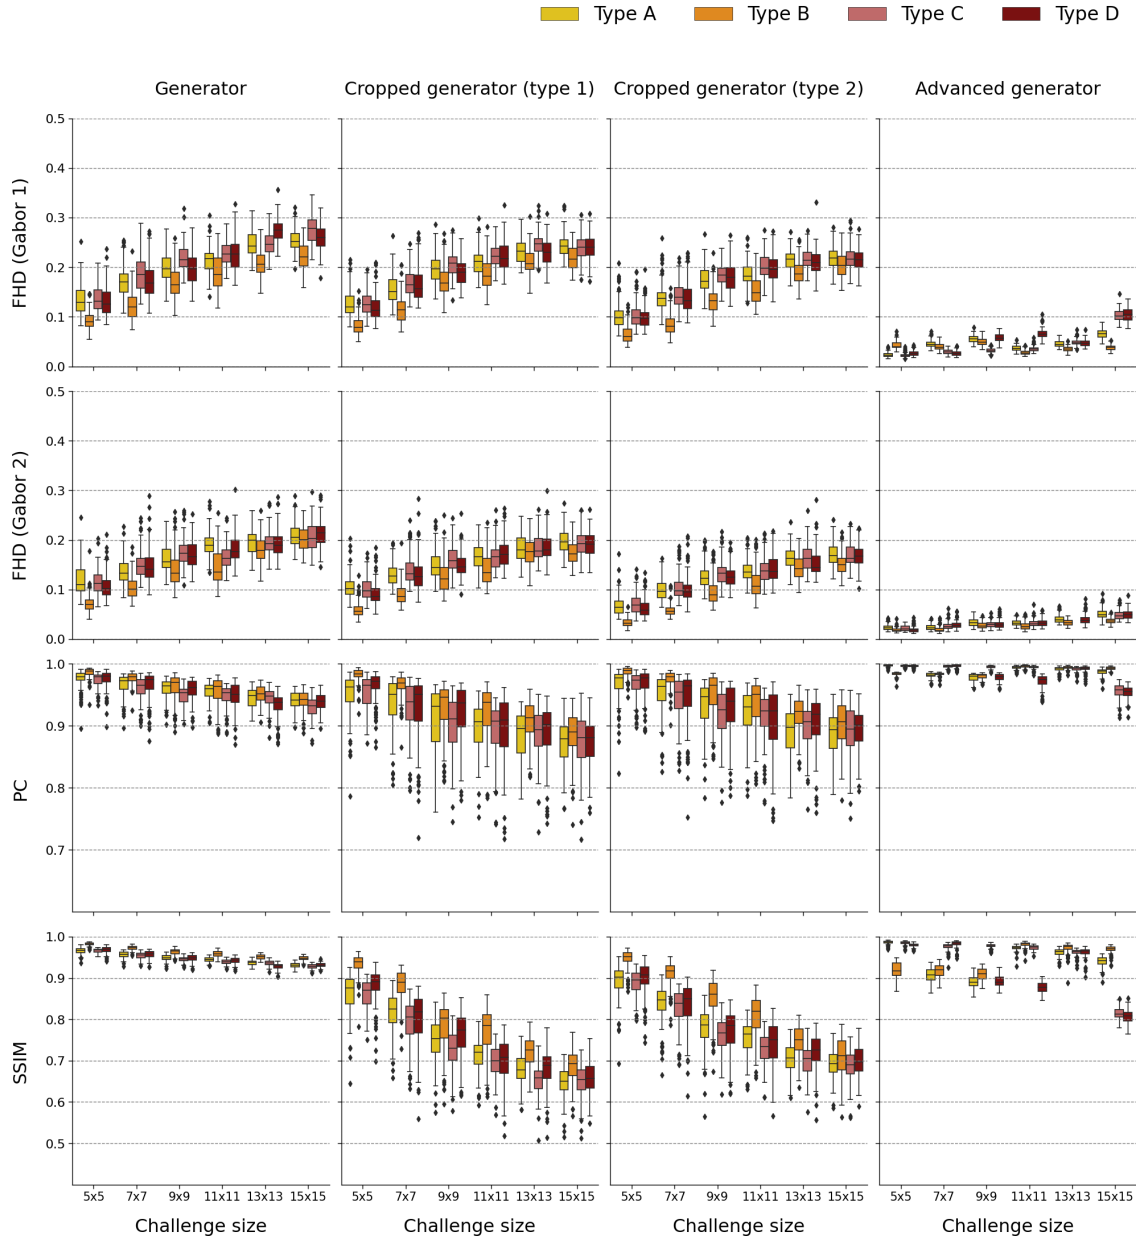 Type A Type B Type C Type D
Generator Cropped generator (type 1) Cropped generator (type 2) Advanced generator
FHD (Gabor 1)
0.5
0.4
0.3
0.2
0.1
0.0
FHD (Gabor 2)
0.5
0.4
0.3
0.2
0.1
0.0
PC
1.0
0.9
0.8
0.7
SSIM
1.0
0.9
0.8
0.7
0.6
0.5
5x5 7x7 9x9 11x11 13x13 15x15 5x5 7x7 9x9 11x11 13x13 15x15 5x5 7x7 9x9 11x11 13x13 15x15 5x5 7x7 9x9 11x11 13x13 15x15
Challenge size Challenge size Challenge size Challenge size